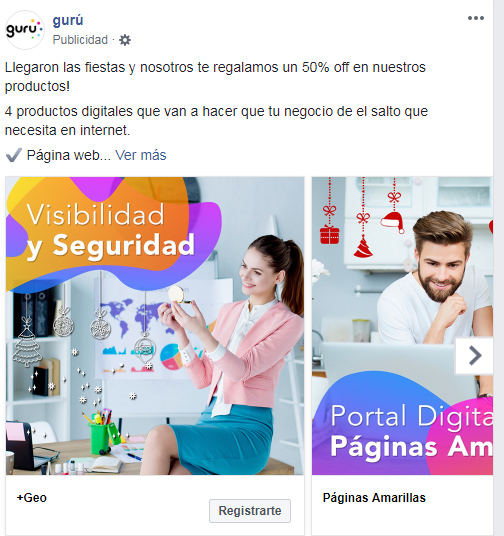 gurú
gurú
Publicidad ·
Llegaron las fiestas y nosotros te regalamos un 50% off en nuestros
productos!
4 productos digitales que van a hacer que tu negocio de el salto que
necesita en internet.
✔ Página web... Ver más
Visibilidad
y Seguridad
Portal Digita
Páginas Am
+Geo
Registrarte
Páginas Amarillas